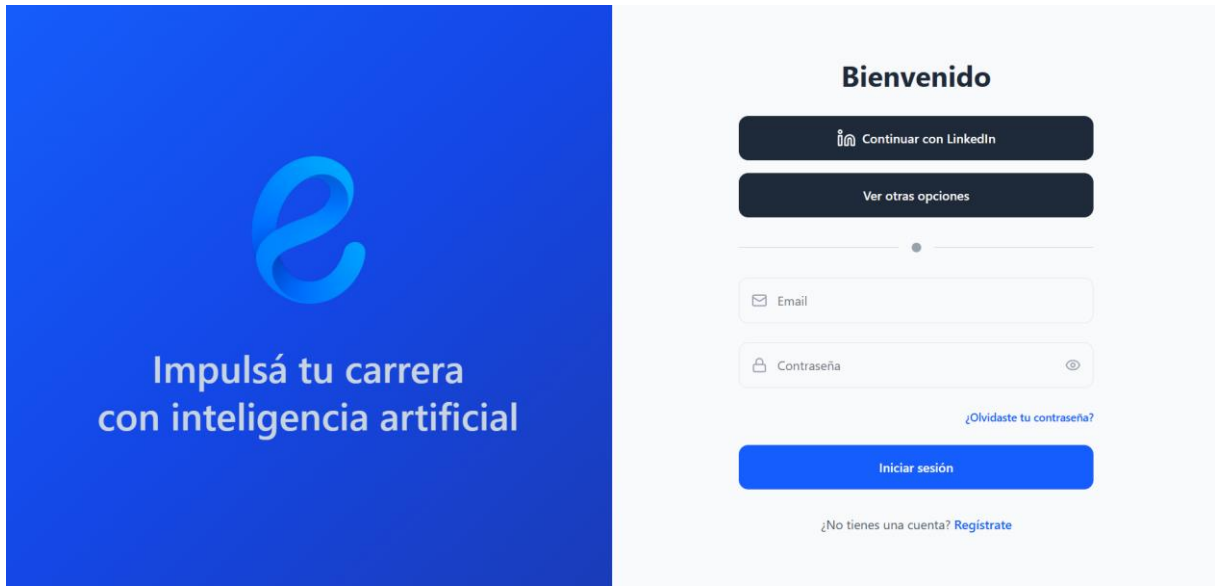 Impulsá tu carrera
con inteligencia artificial
Bienvenido
Continuar con LinkedIn
Ver otras opciones
Email
Contraseña
¿Olvidaste tu contraseña?
Iniciar sesión
¿No tienes una cuenta? Regístrate